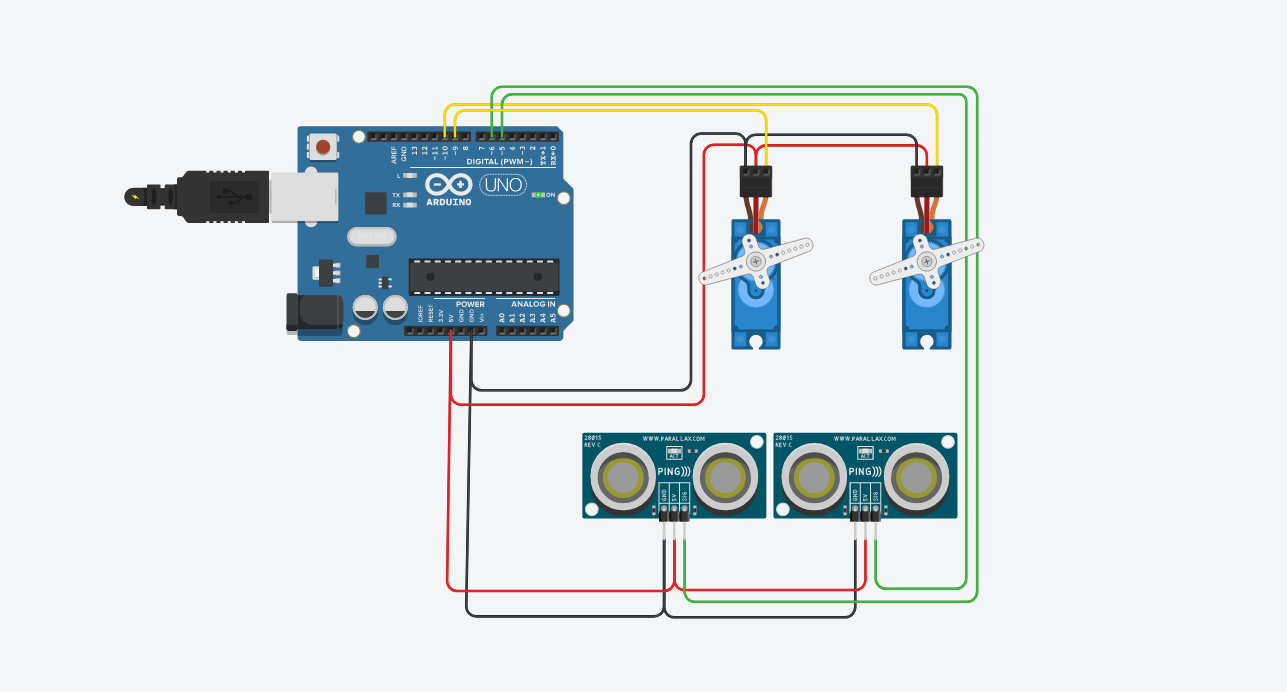 AREF
GND
13
12
~11
~10
~9
8
7
~6
~5
4
~3
2
TX→1
RX←0
DIGITAL (PWM~)
L
TX
RX
ARDUINO
UNO
ON
POWER
ANALOG IN
IOREF
RESET
3.3V
5V
GND
GND
Vin
A0
A1
A2
A3
A4
A5
28015
REV C
WWW.PARALLAX.COM
ACT
PING)))
GND
5V
SIG
28015
REV C
WWW.PARALLAX.COM
ACT
PING)))
GND
5V
SIG